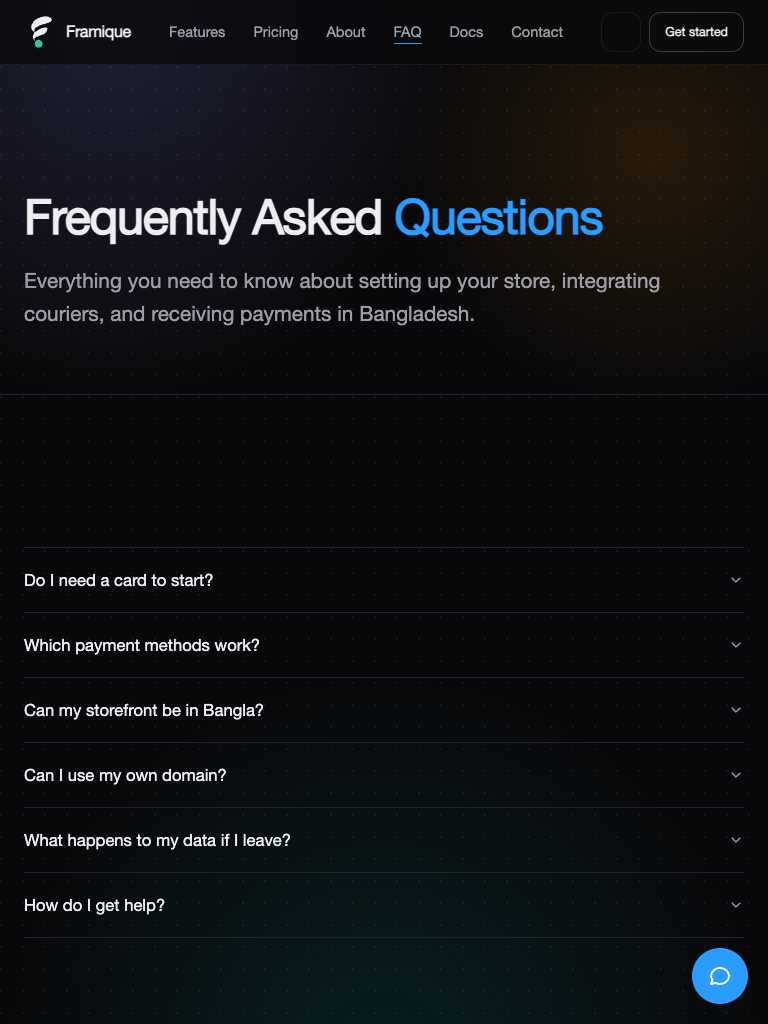 Framique
Features
Pricing
About
FAQ
Docs
Contact
Get started
Frequently Asked Questions
Everything you need to know about setting up your store, integrating
couriers, and receiving payments in Bangladesh.
Do I need a card to start?
Which payment methods work?
Can my storefront be in Bangla?
Can I use my own domain?
What happens to my data if I leave?
How do I get help?